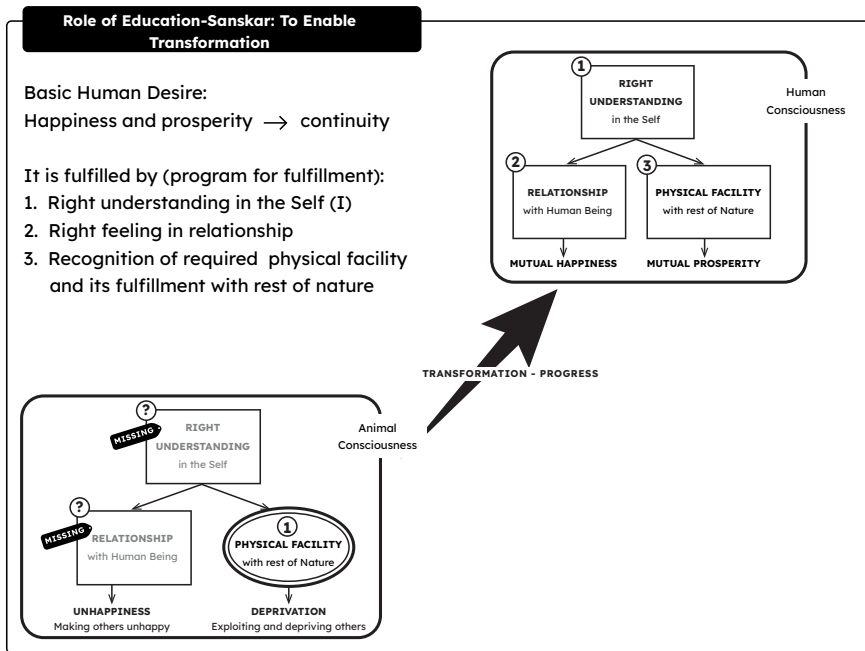 Role of Education-Sanskar: To Enable
Transformation
Basic Human Desire:
Happiness and prosperity → continuity
It is fulfilled by (program for fulfillment):
1. Right understanding in the Self (I)
2. Right feeling in relationship
3. Recognition of required physical facility
and its fulfillment with rest of nature
1
RIGHT
UNDERSTANDING
in the Self
Human
Consciousness
2
RELATIONSHIP
with Human Being
3
PHYSICAL FACILITY
with rest of Nature
MUTUAL HAPPINESS
MUTUAL PROSPERITY
TRANSFORMATION - PROGRESS
?
MISSING
RIGHT
UNDERSTANDING
in the Self
Animal
Consciousness
?
MISSING
RELATIONSHIP
with Human Being
1
PHYSICAL FACILITY
with rest of Nature
UNHAPPINESS
Making others unhappy
DEPRIVATION
Exploiting and depriving others